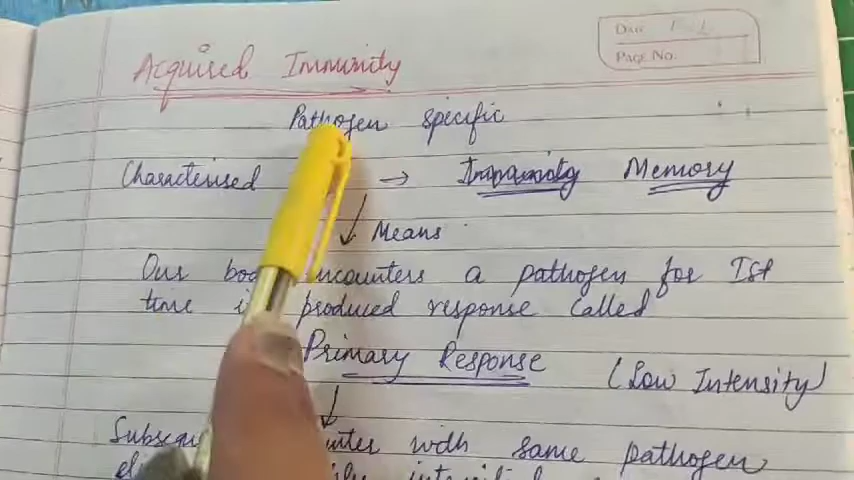 Date
Page No.
Acquired Immunity
Pathogen specific
Characterised → Immunity Memory
Means
Our encounters a pathogen for Ist
time produced response called
Primary Response (Low Intensity)
with same pathogen